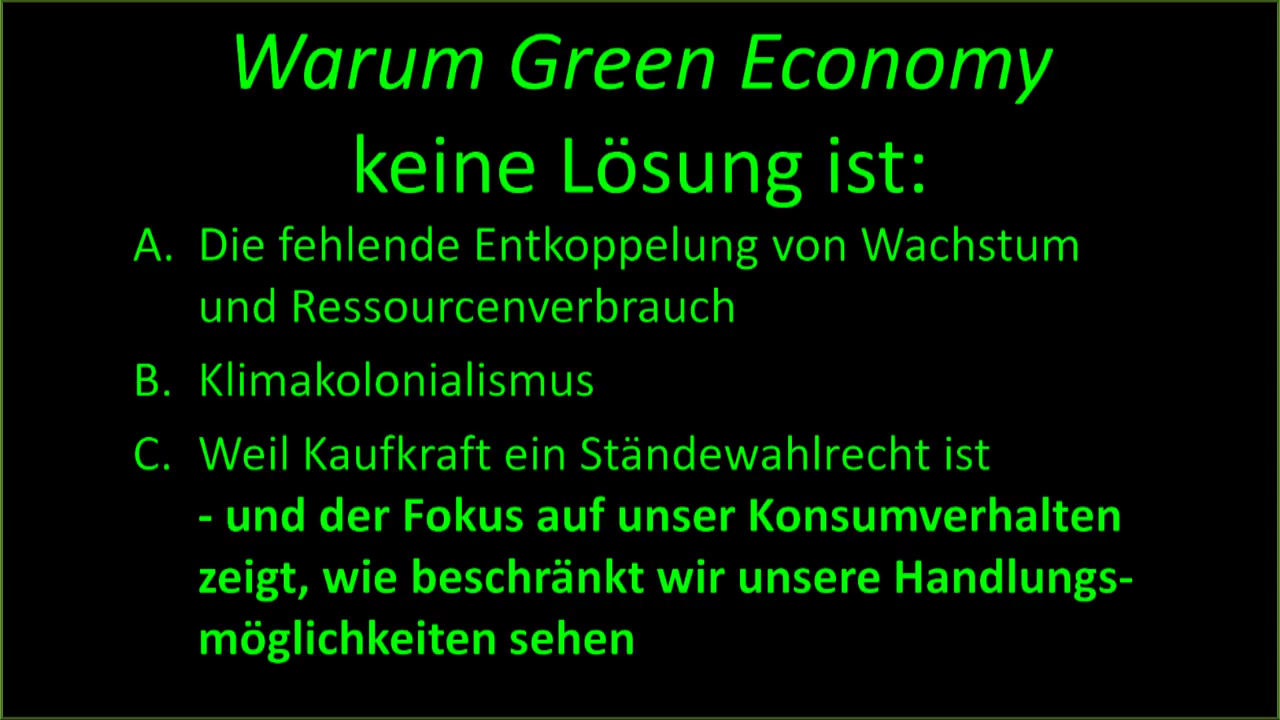 Warum Green Economy
keine Lösung ist:
A. Die fehlende Entkoppelung von Wachstum
und Ressourcenverbrauch
B. Klimakolonialismus
C. Weil Kaufkraft ein Ständewahlrecht ist
- und der Fokus auf unser Konsumverhalten
zeigt, wie beschränkt wir unsere Handlungs-
möglichkeiten sehen